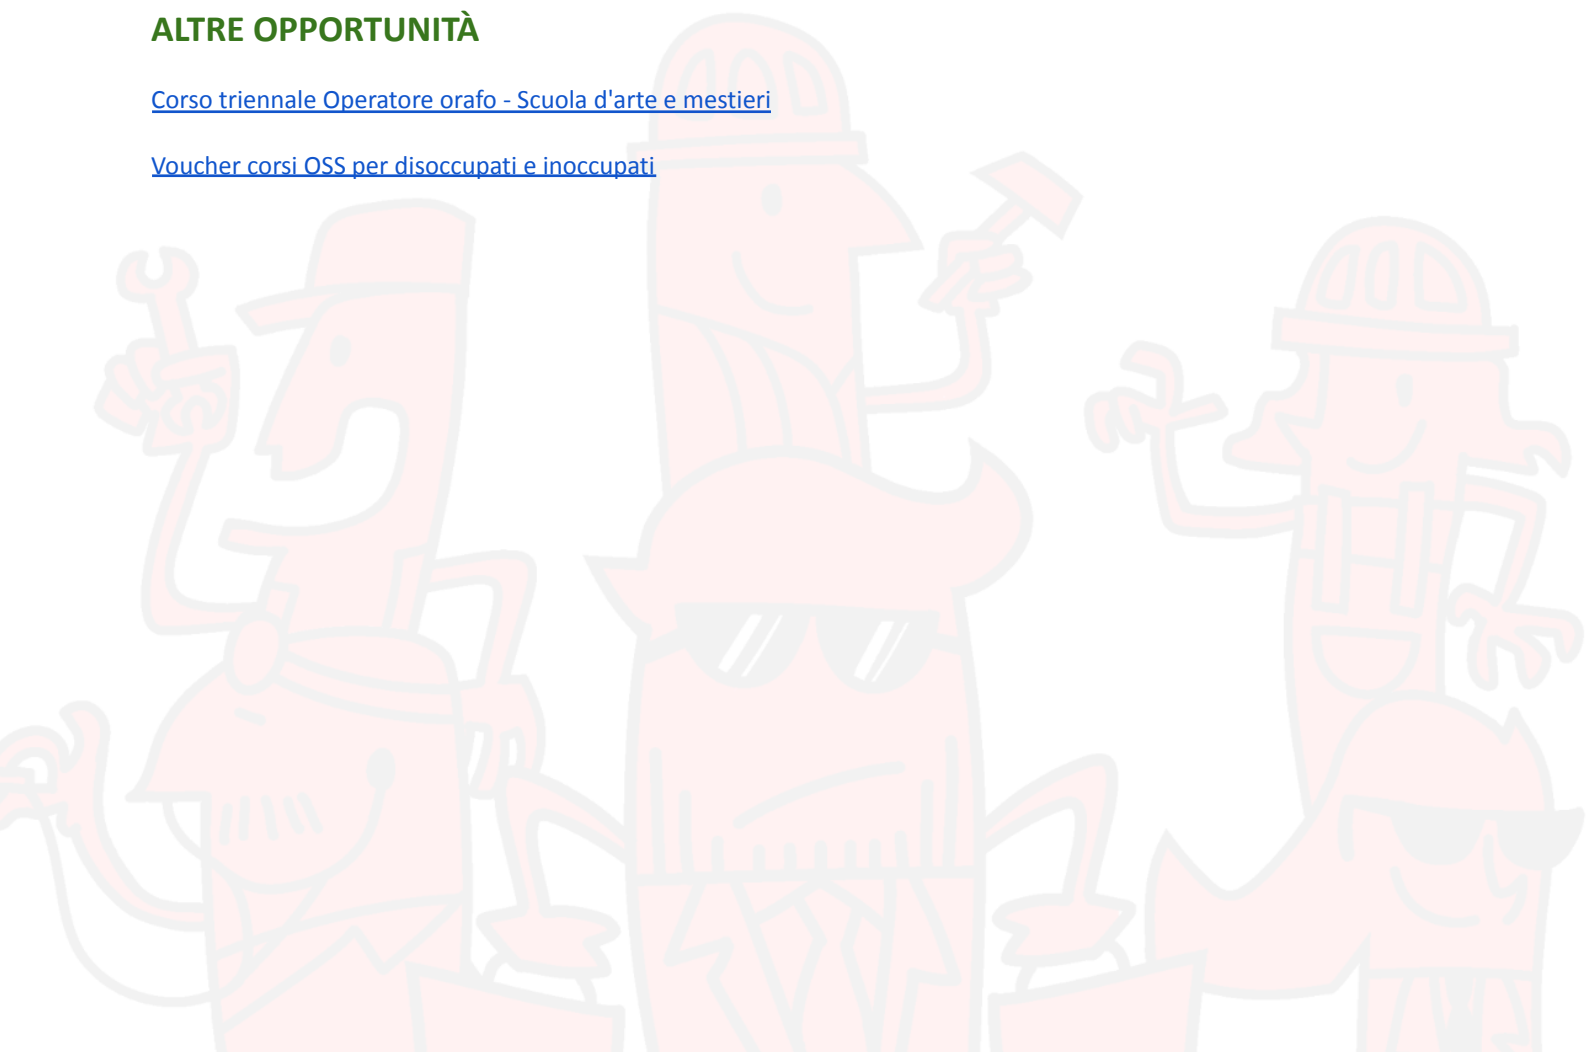 ALTRE OPPORTUNITÀ
Corso triennale Operatore orafo - Scuola d'arte e mestieri
Voucher corsi OSS per disoccupati e inoccupati